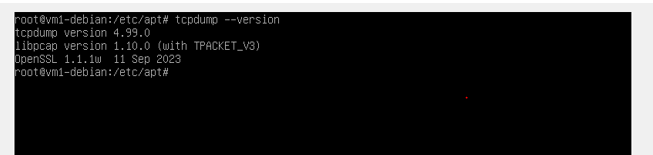 root@vm1-debian:/etc/apt# tcpdump --version
tcpdump version 4.99.0
libpcap version 1.10.0 (with TPACKET_V3)
OpenSSL 1.1.1w  11 Sep 2023
root@vm1-debian:/etc/apt#